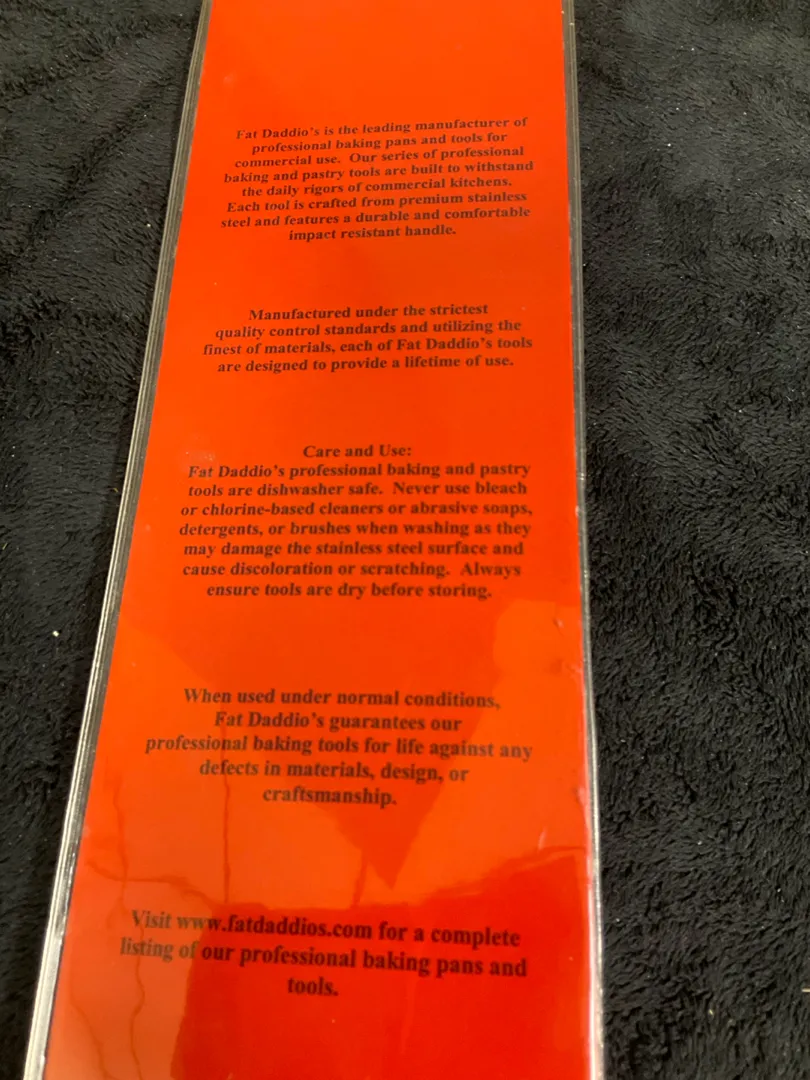 Fat Daddio's is the leading manufacturer of
professional baking pans and tools for
commercial use. Our series of professional
baking and pastry tools are built to withstand
the daily rigors of commercial kitchens.
Each tool is crafted from premium stainless
steel and features a durable and comfortable
impact resistant handle.
Manufactured under the strictest
quality control standards and utilizing the
finest of materials, each of Fat Daddio's tools
are designed to provide a lifetime of use.
Care and Use:
Fat Daddio's professional baking and pastry
tools are dishwasher safe. Never use bleach
or chlorine-based cleaners or abrasive soaps,
detergents, or brushes when washing as they
may damage the stainless steel surface and
cause discoloration or scratching. Always
ensure tools are dry before storing.
When used under normal conditions,
Fat Daddio's guarantees our
professional baking tools for life against any
defects in materials, design, or
craftsmanship.
Visit www.fatdaddios.com for a complete
listing of our professional baking pans and
tools.